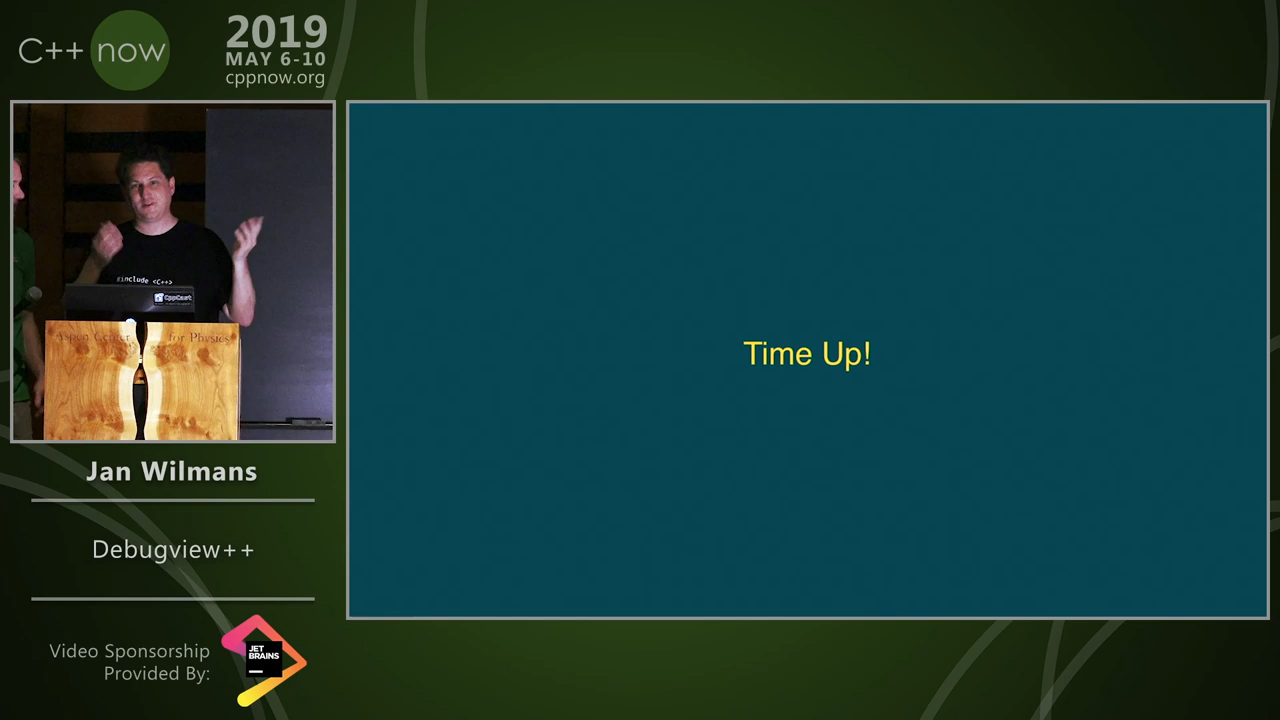 C++ now
2019
MAY 6-10
cppnow.org
#include <C++>
CppCast
Aspen Center for Physics
Time Up!
Jan Wilmans
Debugview++
Video Sponsorship
Provided By:
JET
BRAINS